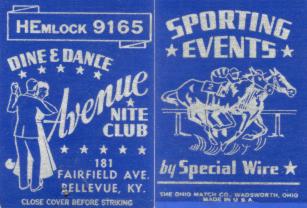 HEMLOCK 9165
DINE & DANCE
Avenue
NITE
CLUB
181
FAIRFIELD AVE.
BELLEVUE, KY.
CLOSE COVER BEFORE STRIKING
SPORTING
EVENTS
by Special Wire
THE OHIO MATCH CO., WADSWORTH, OHIO
MADE IN U.S.A.